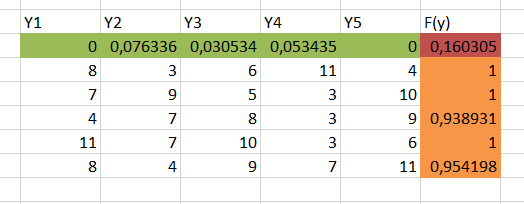 Y1 Y2 Y3 Y4 Y5 F(y)
0 0,076336 0,030534 0,053435 0 0,160305
8 3 6 11 4 1
7 9 5 3 10 1
4 7 8 3 9 0,938931
11 7 10 3 6 1
8 4 9 7 11 0,954198